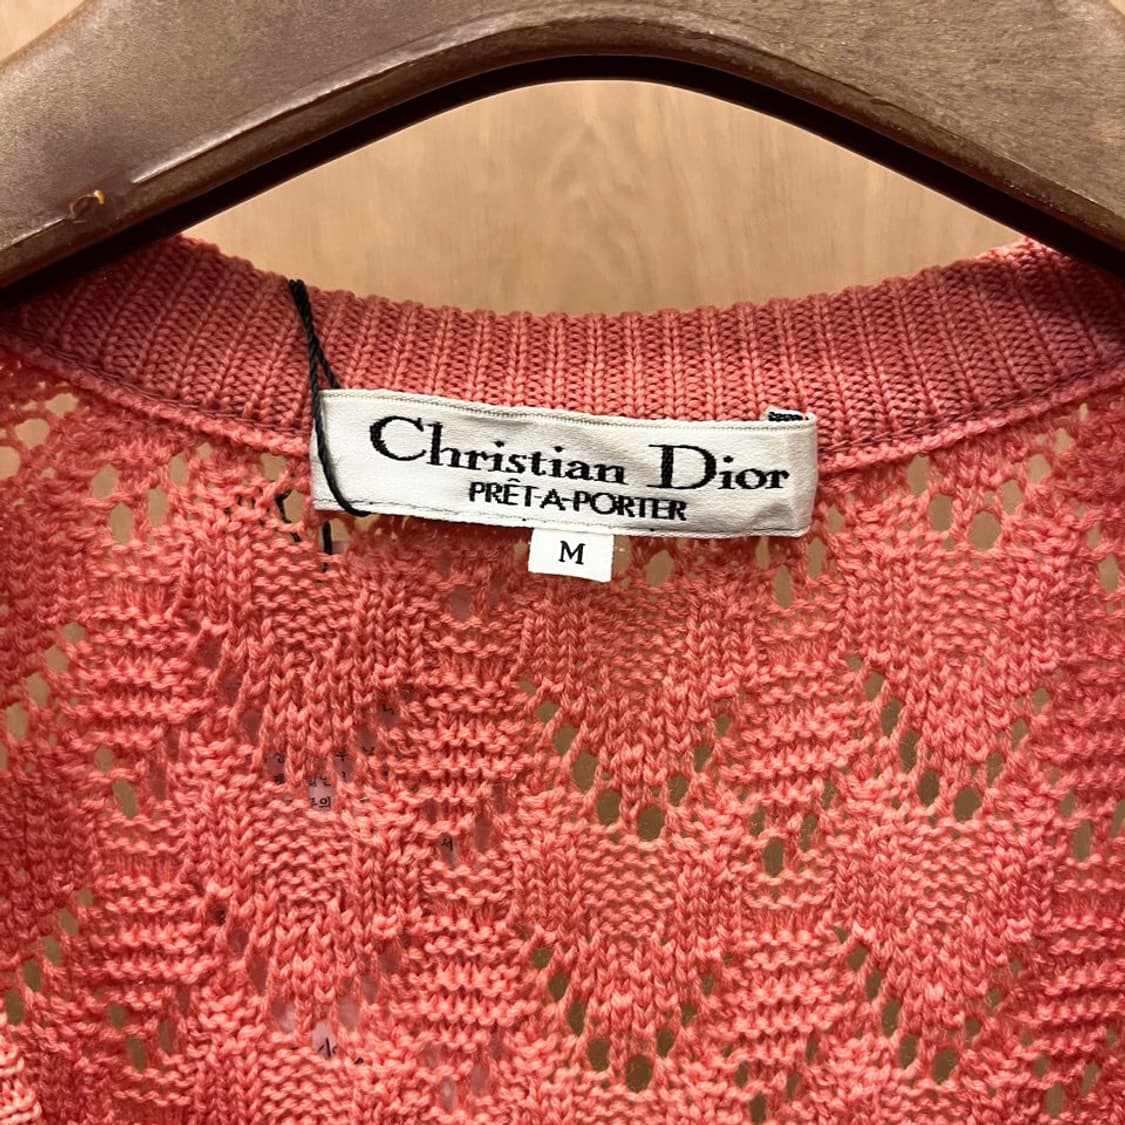 Christian Dior
PRÊT-A-PORTER
M